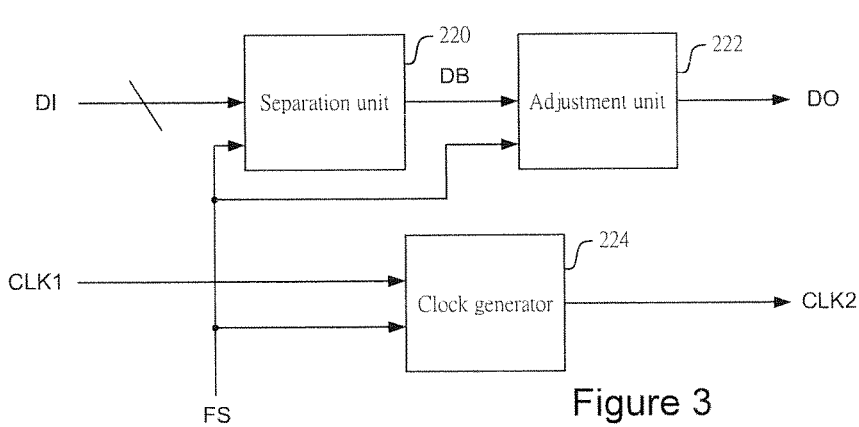 220
222
DB
DI
Separation unit
Adjustment unit
DO
224
CLK1
Clock generator
CLK2
FS
Figure 3